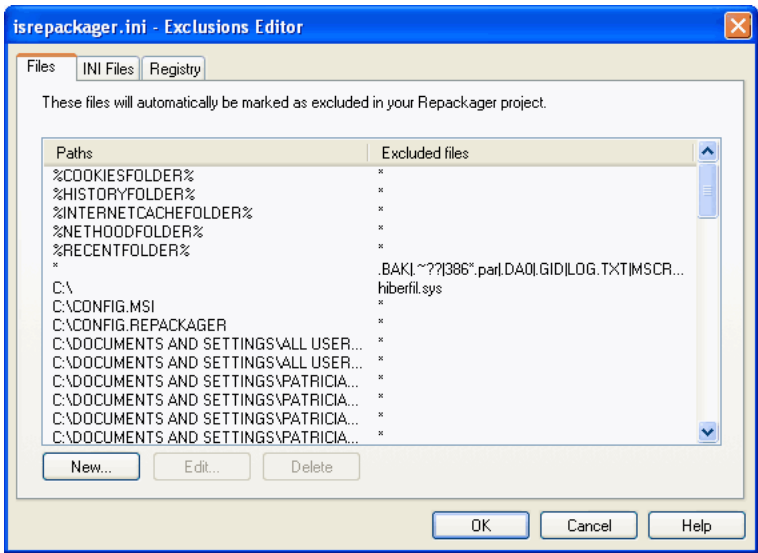 isrepackager.ini - Exclusions Editor
Files INI Files Registry
These files will automatically be marked as excluded in your Repackager project.
Paths Excluded files
%COOKIESFOLDER% *
%HISTORYFOLDER% *
%INTERNETCACHEFOLDER% *
%NETHOODFOLDER% *
%RECENTFOLDER% *
* .BAK|.~??|386*.par|.DA0|.GID|LOG.TXT|MSCR...
C:\ hiberfil.sys
C:\CONFIG.MSI *
C:\CONFIG.REPACKAGER *
C:\DOCUMENTS AND SETTINGS\ALL USER... *
C:\DOCUMENTS AND SETTINGS\ALL USER... *
C:\DOCUMENTS AND SETTINGS\PATRICIA... *
C:\DOCUMENTS AND SETTINGS\PATRICIA... *
C:\DOCUMENTS AND SETTINGS\PATRICIA... *
C:\DOCUMENTS AND SETTINGS\PATRICIA... *
New... Edit... Delete
OK Cancel Help